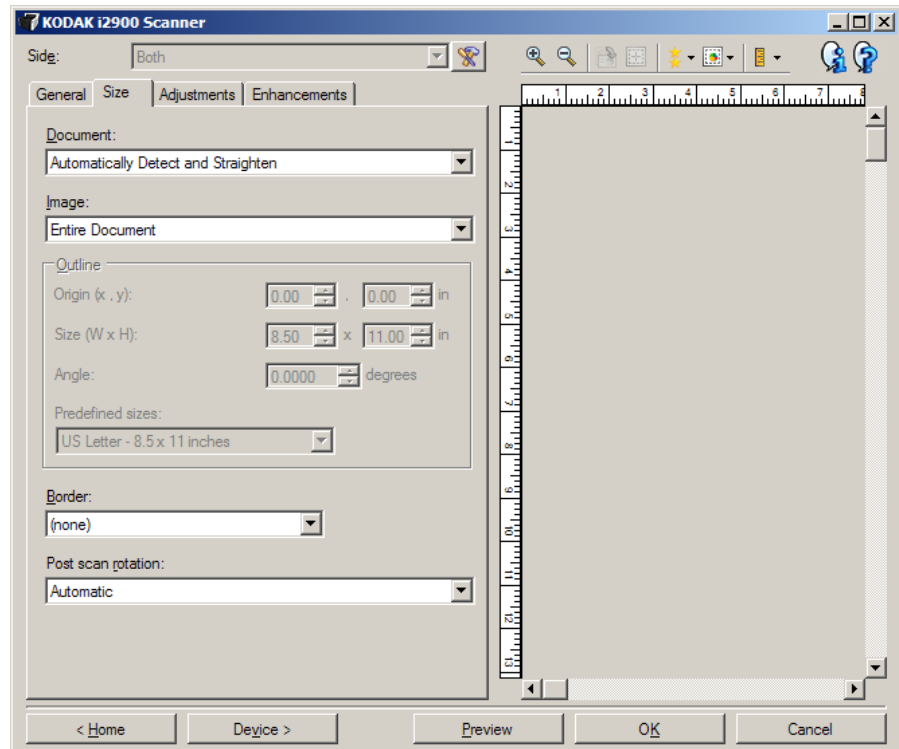 KODAK i2900 Scanner
Side: Both
General Size Adjustments Enhancements
Document:
Automatically Detect and Straighten
Image:
Entire Document
Outline
Origin (x , y): 0.00 . 0.00 in
Size (W x H): 8.50 x 11.00 in
Angle: 0.0000 degrees
Predefined sizes:
US Letter - 8.5 x 11 inches
Border:
(none)
Post scan rotation:
Automatic
1 2 3 4 5 6 7 8
1
2
3
4
5
6
7
8
9
10
11
12
13
< Home Device > Preview OK Cancel